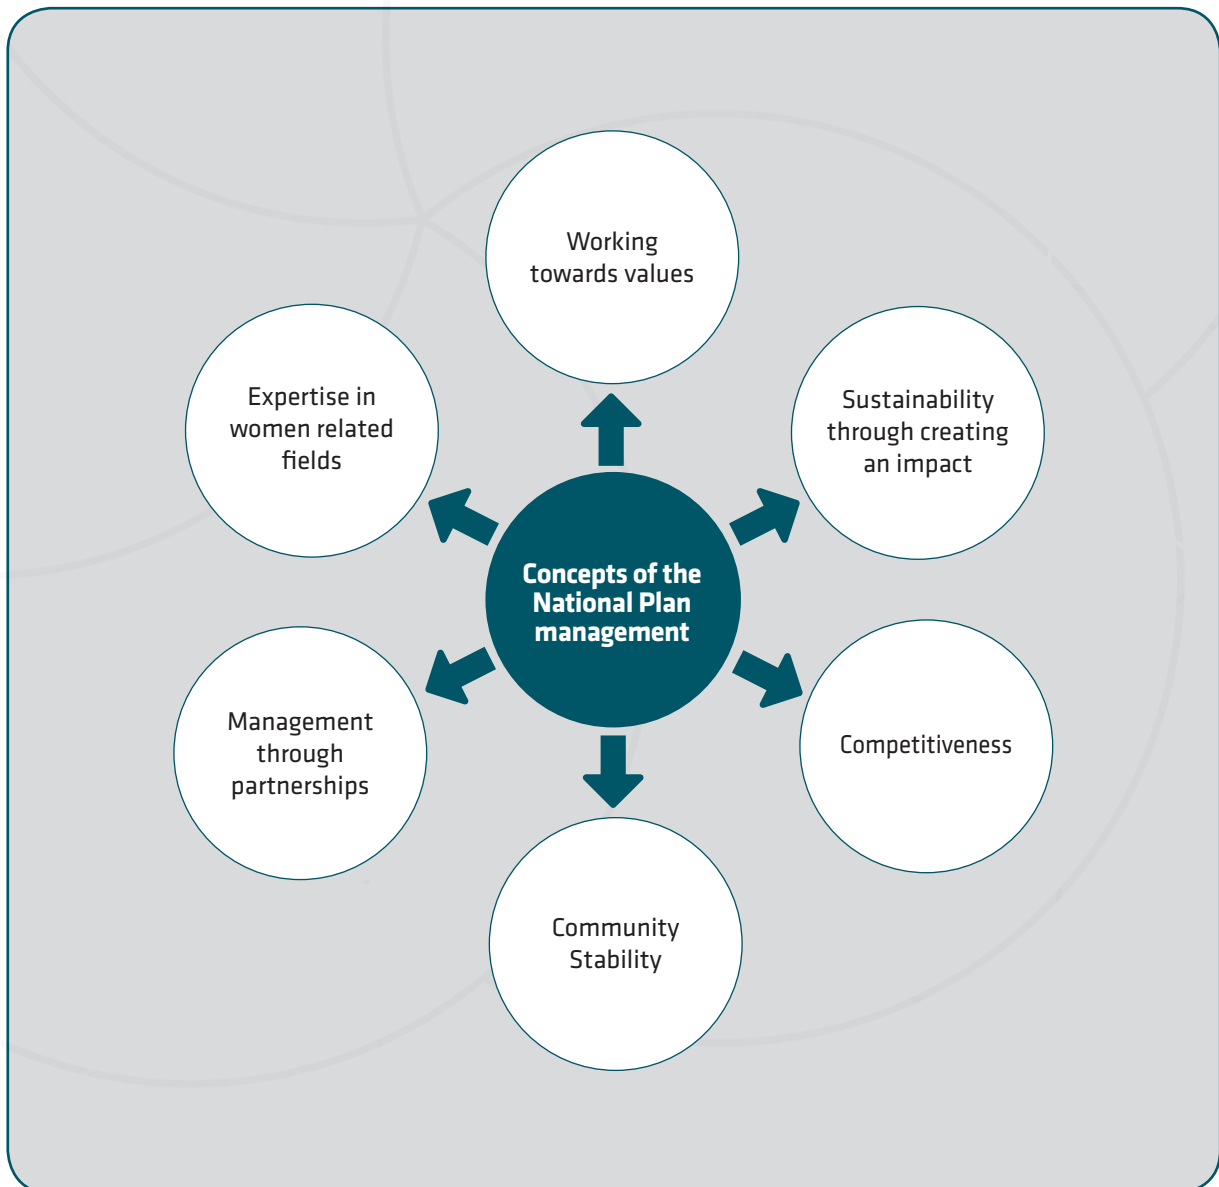 Working
towards values
Expertise in
women related
fields
Sustainability
through creating
an impact
Concepts of the
National Plan
management
Management
through
partnerships
Competitiveness
Community
Stability